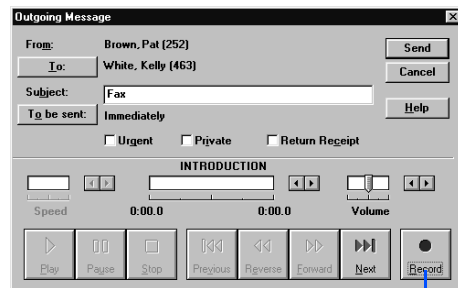 Outgoing Message
From: Brown, Pat (252) Send
To: White, Kelly (463) Cancel
Subject: Fax
To be sent: Immediately Help
Urgent Private Return Receipt
INTRODUCTION
Speed 0:00.0 0:00.0 Volume
Play Pause Stop Previous Reverse Forward Next Record